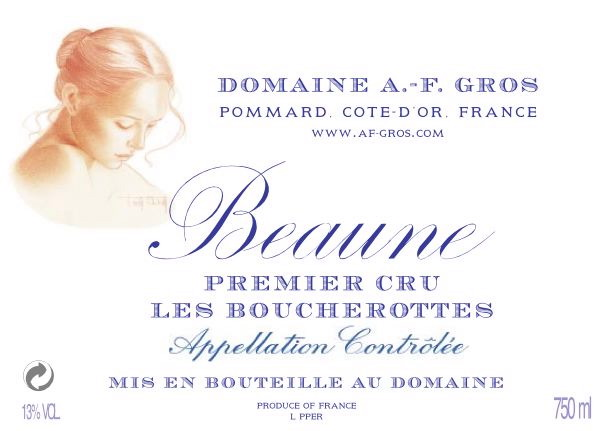 DOMAINE A.-F. GROS
POMMARD, COTE-D'OR, FRANCE
WWW.AF-GROS.COM
Beaune
PREMIER CRU
LES BOUCHEROTTES
Appellation Contrôlée
MIS EN BOUTEILLE AU DOMAINE
13% VOL.
PRODUCE OF FRANCE
L PPER
750 ml